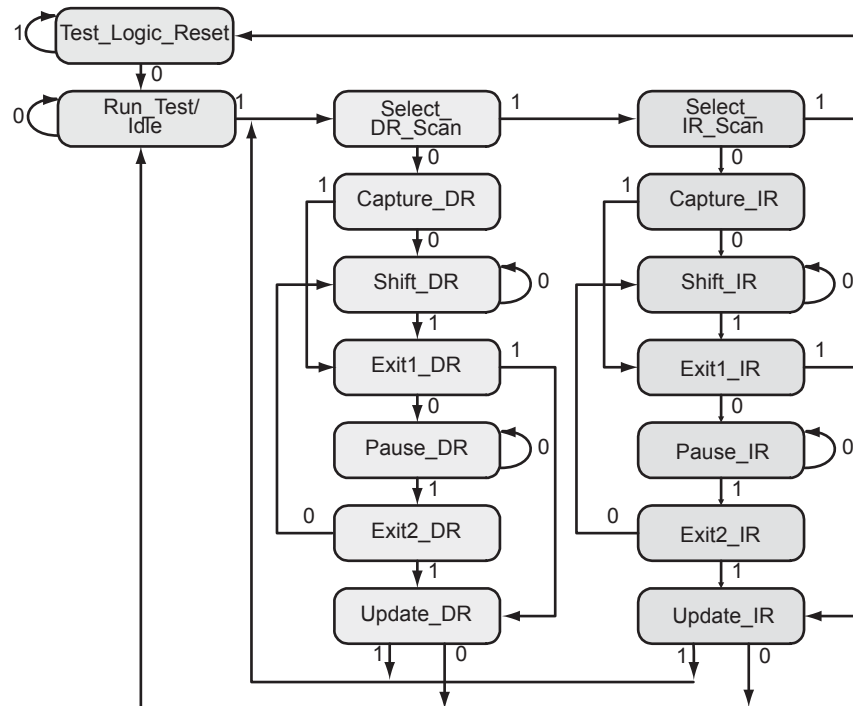 Test_Logic_Reset
1
0
Run_Test/
Idle
0
1
Select_
DR_Scan
1
0
Select_
IR_Scan
1
0
1
Capture_DR
0
1
Capture_IR
0
Shift_DR
0
1
Shift_IR
0
1
Exit1_DR
1
0
Exit1_IR
1
0
Pause_DR
0
1
Pause_IR
0
1
0
Exit2_DR
1
0
Exit2_IR
1
Update_DR
1
0
Update_IR
1
0